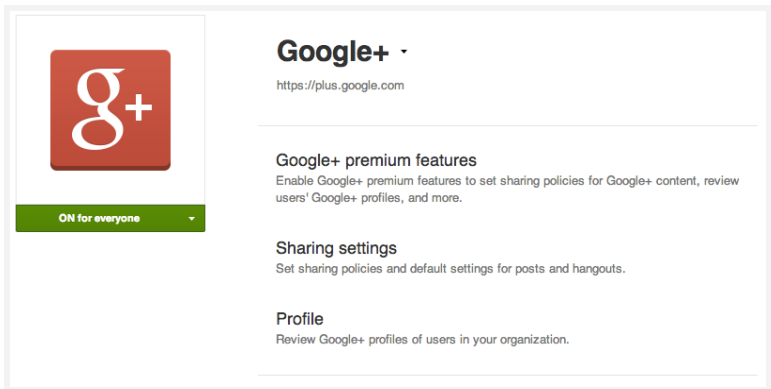 g+
Google+
https://plus.google.com
Google+ premium features
Enable Google+ premium features to set sharing policies for Google+ content, review
users' Google+ profiles, and more.
ON for everyone
Sharing settings
Set sharing policies and default settings for posts and hangouts.
Profile
Review Google+ profiles of users in your organization.